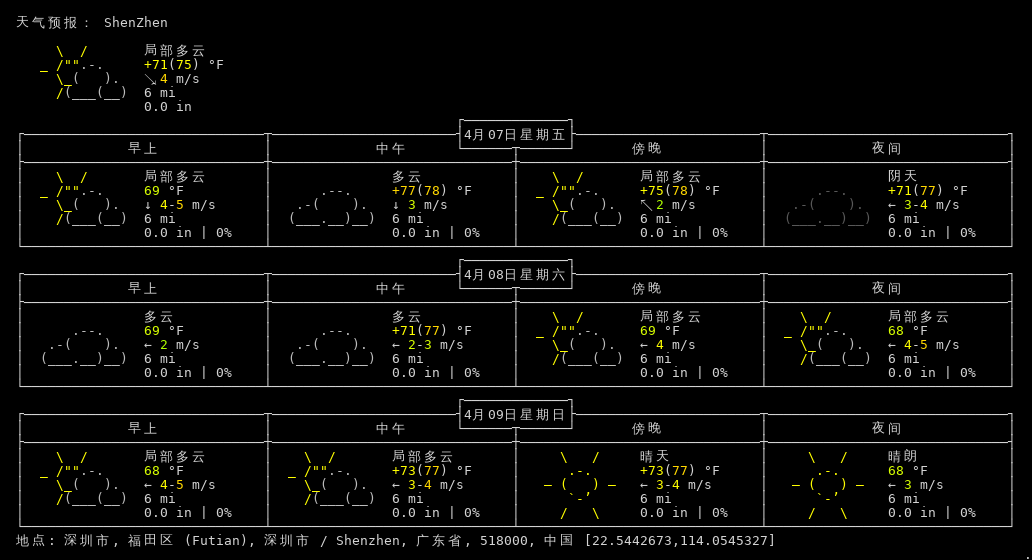 天气预报： ShenZhen
局部多云
+71(75) °F
↘ 4 m/s
6 mi
0.0 in
4月07日星期五
早上 中午 傍晚 夜间
局部多云 多云 局部多云 阴天
69 °F +77(78) °F +75(78) °F +71(77) °F
↓ 4-5 m/s ↓ 3 m/s ↖ 2 m/s ← 3-4 m/s
6 mi 6 mi 6 mi 6 mi
0.0 in | 0% 0.0 in | 0% 0.0 in | 0% 0.0 in | 0%
4月08日星期六
早上 中午 傍晚 夜间
多云 多云 局部多云 局部多云
69 °F +71(77) °F 69 °F 68 °F
← 2 m/s ← 2-3 m/s ← 4 m/s ← 4-5 m/s
6 mi 6 mi 6 mi 6 mi
0.0 in | 0% 0.0 in | 0% 0.0 in | 0% 0.0 in | 0%
4月09日星期日
早上 中午 傍晚 夜间
局部多云 局部多云 晴天 晴朗
68 °F +73(77) °F +73(77) °F 68 °F
← 4-5 m/s ← 3-4 m/s ← 3-4 m/s ← 3 m/s
6 mi 6 mi 6 mi 6 mi
0.0 in | 0% 0.0 in | 0% 0.0 in | 0% 0.0 in | 0%
地点: 深圳市, 福田区 (Futian), 深圳市 / Shenzhen, 广东省, 518000, 中国 [22.5442673,114.0545327]